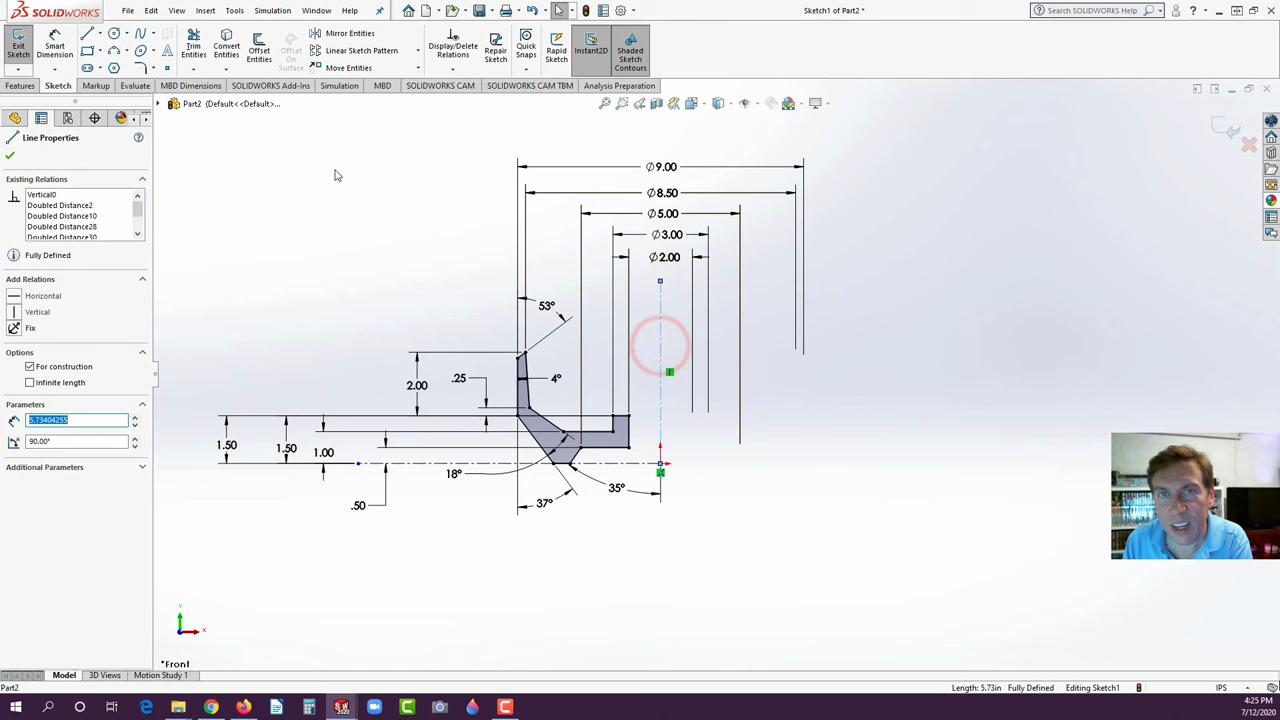 SOLIDWORKS
File Edit View Insert Tools Simulation Window Help
Sketch1 of Part2 *
Search SOLIDWORKS Help
Exit Sketch
Smart Dimension
Trim Entities
Convert Entities
Offset Entities
Offset On Surface
Mirror Entities
Linear Sketch Pattern
Move Entities
Display/Delete Relations
Repair Sketch
Quick Snaps
Rapid Sketch
Instant2D
Shaded Sketch Contours
Features Sketch Markup Evaluate MBD Dimensions SOLIDWORKS Add-Ins Simulation MBD SOLIDWORKS CAM SOLIDWORKS CAM TBM Analysis Preparation
Part2 (Default<<Default>...
Line Properties
Existing Relations
Vertical0
Doubled Distance2
Doubled Distance10
Doubled Distance28
Doubled Distance30
Fully Defined
Add Relations
Horizontal
Vertical
Fix
Options
For construction
Infinite length
Parameters
5.73404255
90.00°
Additional Parameters
∅9.00
∅8.50
∅5.00
∅3.00
∅2.00
53°
2.00
.25
4°
1.50
1.50
1.00
.50
18°
37°
35°
Y
X
*Front
Model 3D Views Motion Study 1
Part2
Length: 5.73in Fully Defined Editing Sketch1 IPS
4:25 PM
7/12/2020